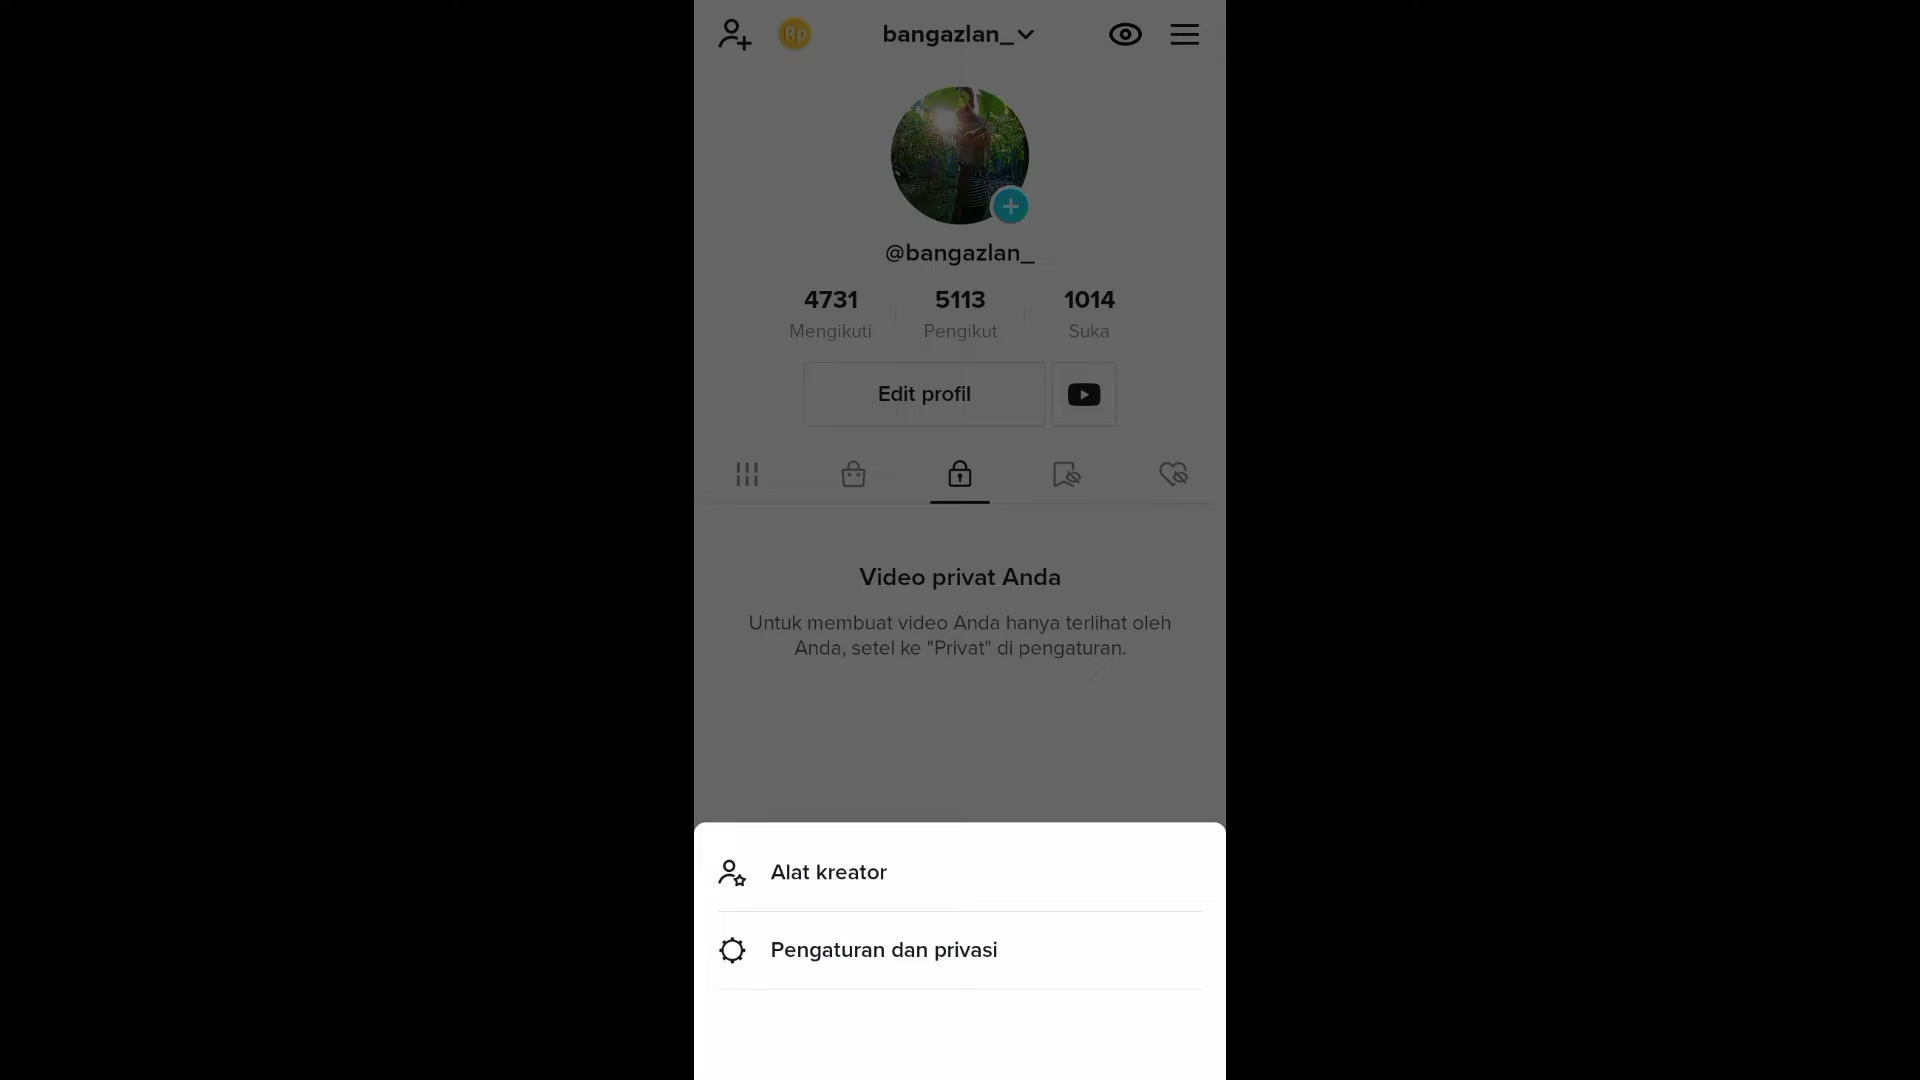 Rp
bangazlan_
@bangazlan_
4731 5113 1014
Mengikuti Pengikut Suka
Edit profil
Video privat Anda
Untuk membuat video Anda hanya terlihat oleh
Anda, setel ke "Privat" di pengaturan.
Alat kreator
Pengaturan dan privasi